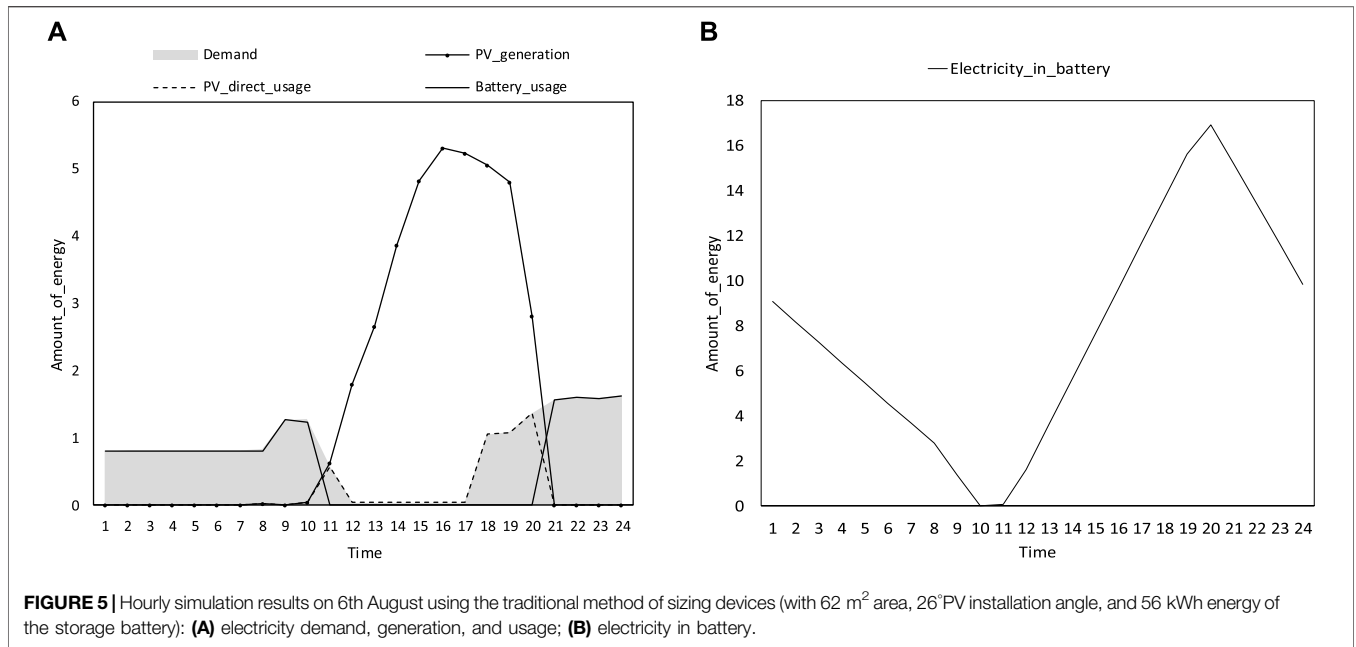 A
Demand
PV_generation
PV_direct_usage
Battery_usage
6
5
4
3
2
1
0
Amount_of_energy
1 2 3 4 5 6 7 8 9 10 11 12 13 14 15 16 17 18 19 20 21 22 23 24
Time
B
Electricity_in_battery
18
16
14
12
10
8
6
4
2
0
Amount_of_energy
1 2 3 4 5 6 7 8 9 10 11 12 13 14 15 16 17 18 19 20 21 22 23 24
Time
FIGURE 5 | Hourly simulation results on 6th August using the traditional method of sizing devices (with 62 m² area, 26°PV installation angle, and 56 kWh energy of
the storage battery): (A) electricity demand, generation, and usage; (B) electricity in battery.